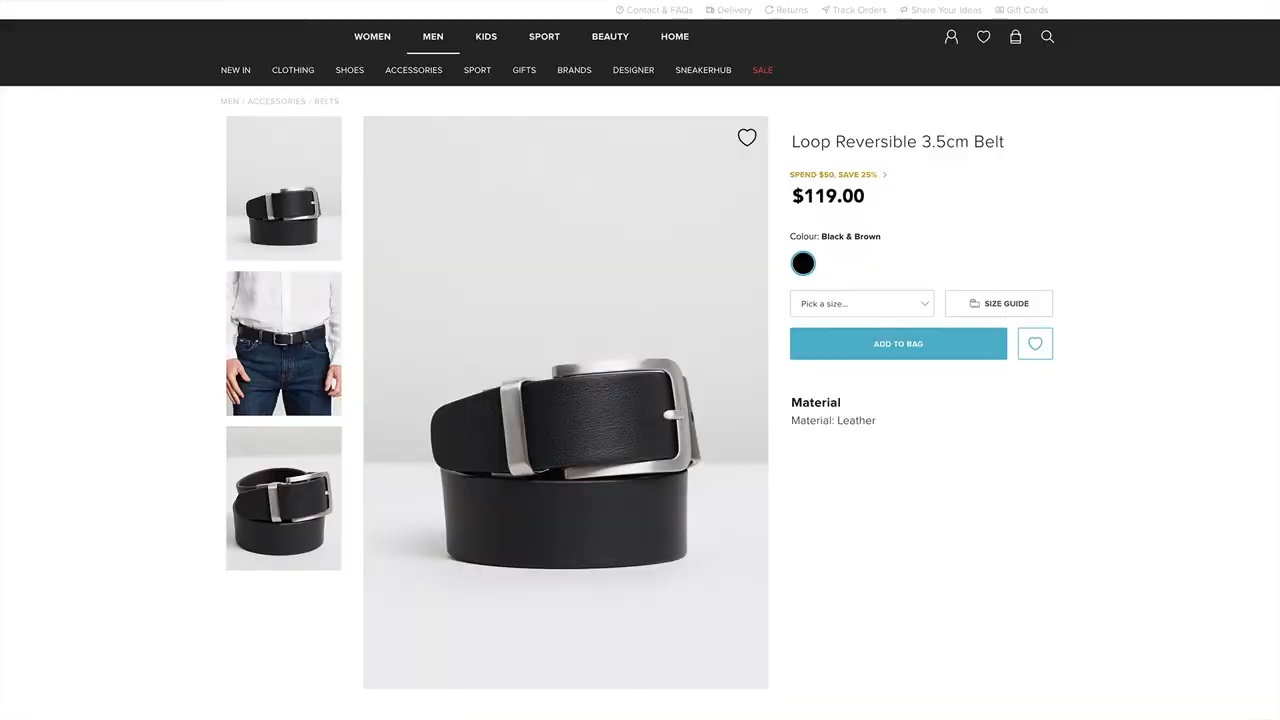 Contact & FAQs Delivery Returns Track Orders Share Your Ideas Gift Cards
WOMEN MEN KIDS SPORT BEAUTY HOME
NEW IN CLOTHING SHOES ACCESSORIES SPORT GIFTS BRANDS DESIGNER SNEAKERHUB SALE
MEN / ACCESSORIES / BELTS
Loop Reversible 3.5cm Belt
SPEND $50, SAVE 25% >
$119.00
Colour: Black & Brown
Pick a size... SIZE GUIDE
ADD TO BAG
Material
Material: Leather